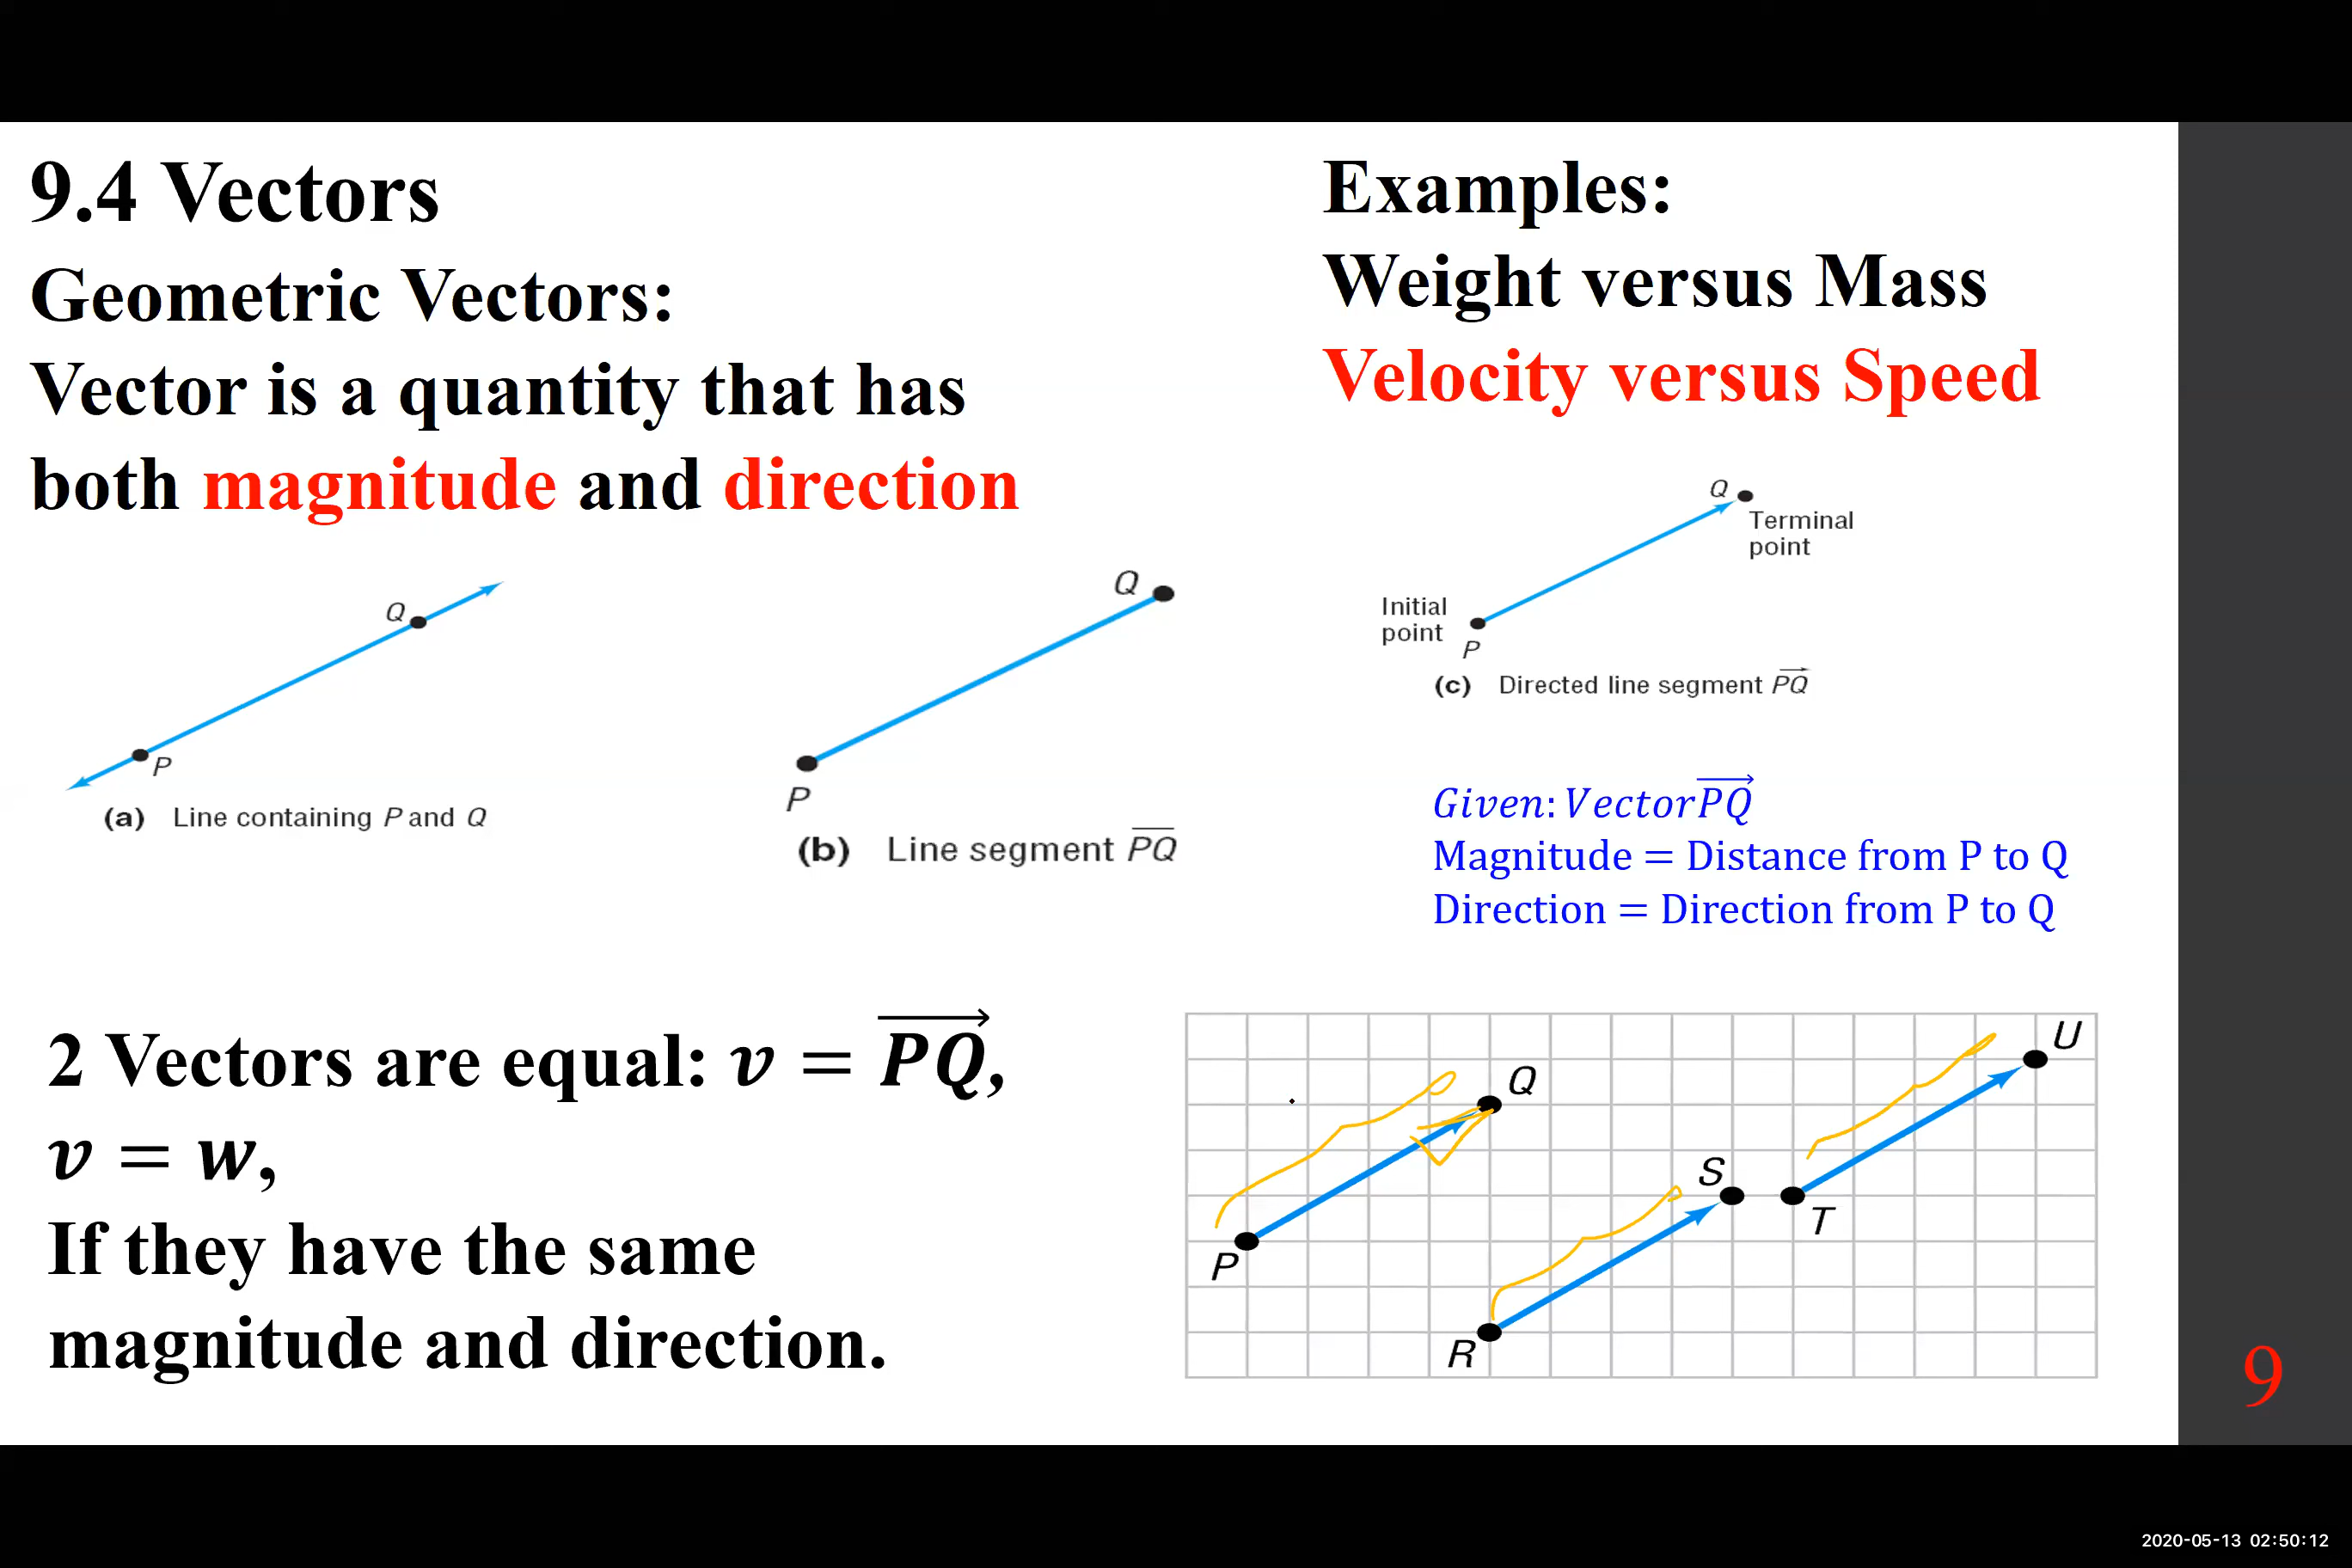 9.4 Vectors
Geometric Vectors:
Vector is a quantity that has
both magnitude and direction
Examples:
Weight versus Mass
Velocity versus Speed
Q
P
(a) Line containing P and Q
Q
P
(b) Line segment P̅Q̅
Q
Terminal
point
Initial
point
P
(c) Directed line segment \overrightarrow{PQ}
Given: Vector\overrightarrow{PQ}
Magnitude = Distance from P to Q
Direction = Direction from P to Q
2 Vectors are equal: v = \overrightarrow{PQ},
v = w,
If they have the same
magnitude and direction.
U
Q
S
T
P
R
9
2020-05-13 02:50:12